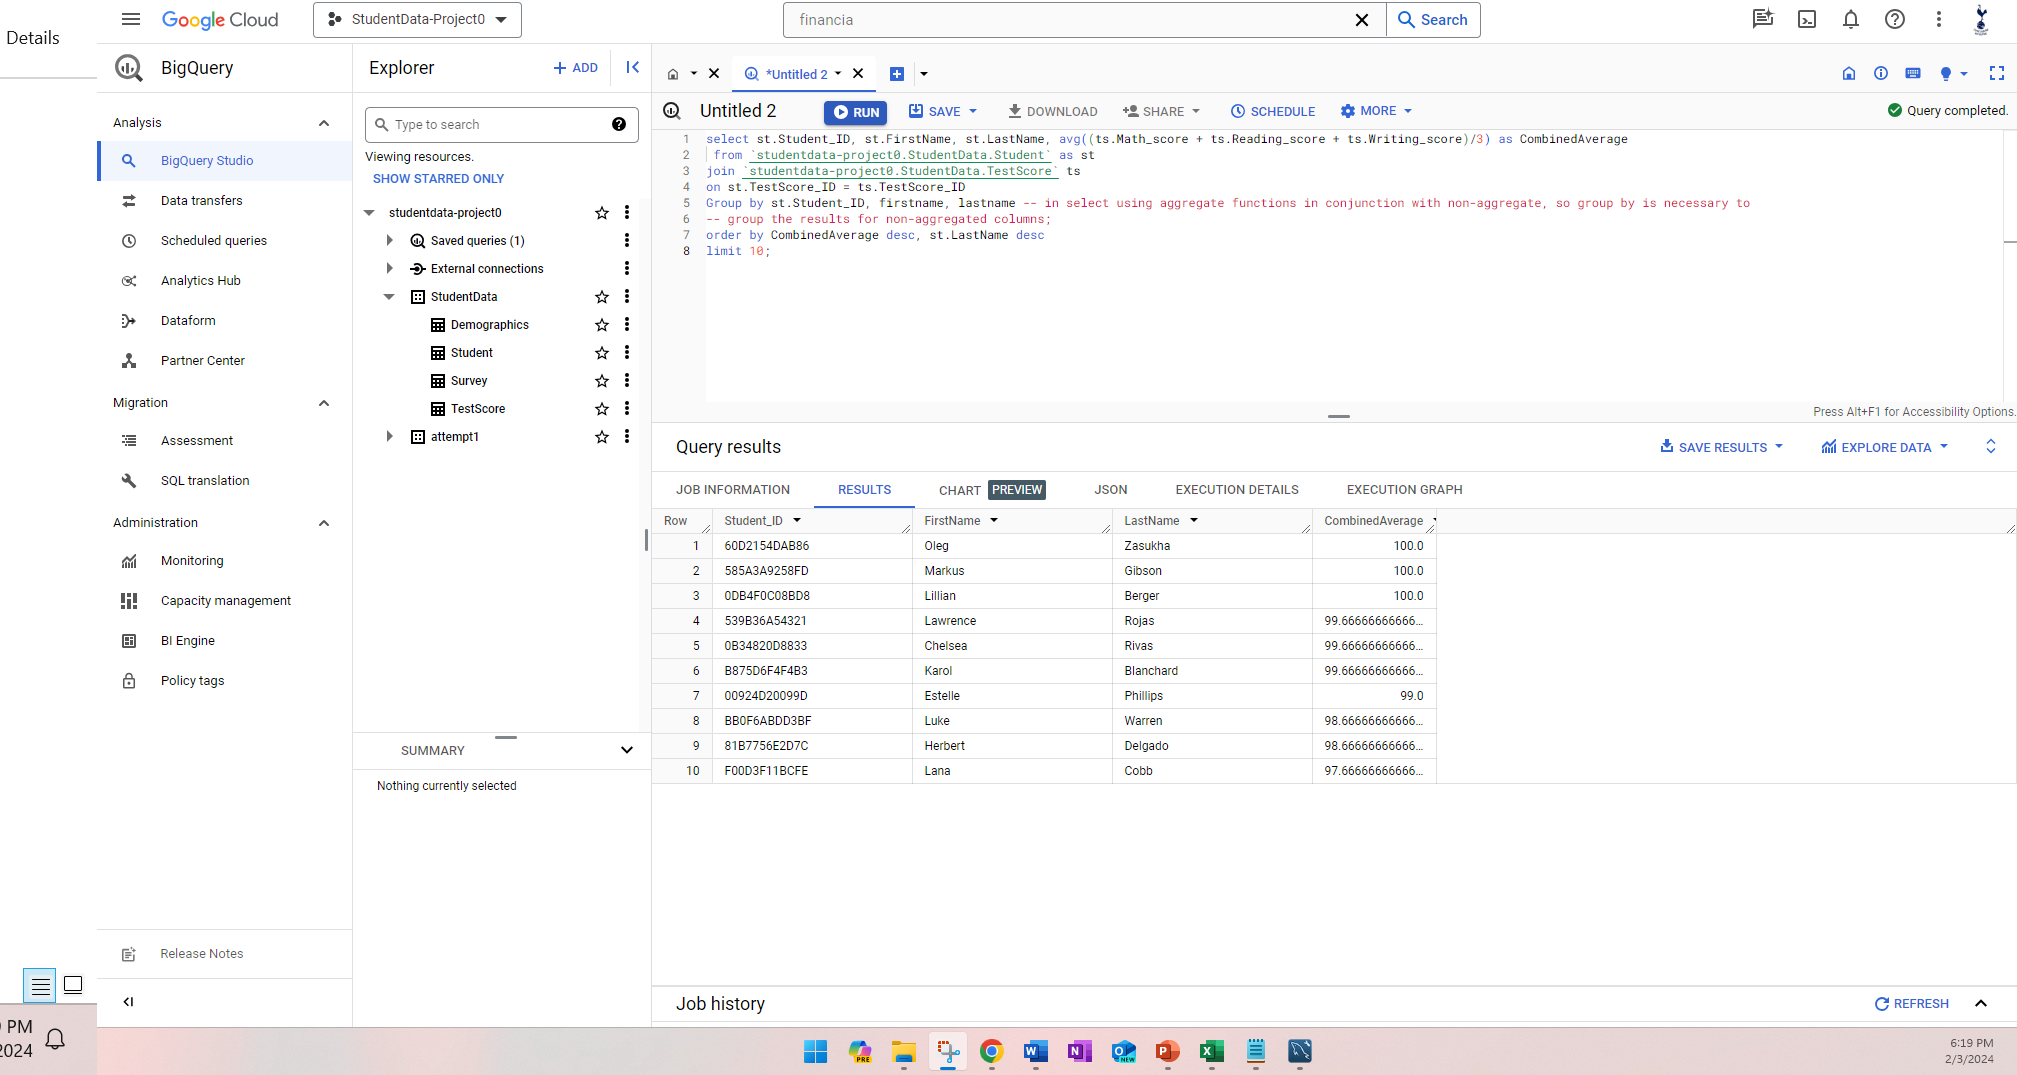 Details
Google Cloud
StudentData-Project0
financia
Search
BigQuery
Analysis
BigQuery Studio
Data transfers
Scheduled queries
Analytics Hub
Dataform
Partner Center
Migration
Assessment
SQL translation
Administration
Monitoring
Capacity management
BI Engine
Policy tags
Release Notes
Explorer
+ ADD
Type to search
Viewing resources.
SHOW STARRED ONLY
studentdata-project0
Saved queries (1)
External connections
StudentData
Demographics
Student
Survey
TestScore
attempt1
SUMMARY
Nothing currently selected
*Untitled 2
Untitled 2
RUN
SAVE
DOWNLOAD
SHARE
SCHEDULE
MORE
Query completed.
1 select st.Student_ID, st.FirstName, st.LastName, avg((ts.Math_score + ts.Reading_score + ts.Writing_score)/3) as CombinedAverage
2 from `studentdata-project0.StudentData.Student` as st
3 join `studentdata-project0.StudentData.TestScore` ts
4 on st.TestScore_ID = ts.TestScore_ID
5 Group by st.Student_ID, firstname, lastname -- in select using aggregate functions in conjunction with non-aggregate, so group by is necessary to
6 -- group the results for non-aggregated columns;
7 order by CombinedAverage desc, st.LastName desc
8 limit 10;
Press Alt+F1 for Accessibility Options.
Query results
SAVE RESULTS
EXPLORE DATA
JOB INFORMATION
RESULTS
CHART PREVIEW
JSON
EXECUTION DETAILS
EXECUTION GRAPH
Row Student_ID FirstName LastName CombinedAverage
1 60D2154DAB86 Oleg Zasukha 100.0
2 585A3A9258FD Markus Gibson 100.0
3 0DB4F0C08BD8 Lillian Berger 100.0
4 539B36A54321 Lawrence Rojas 99.66666666666...
5 0B34820D8833 Chelsea Rivas 99.66666666666...
6 B875D6F4F4B3 Karol Blanchard 99.66666666666...
7 00924D20099D Estelle Phillips 99.0
8 BB0F6ABDD3BF Luke Warren 98.66666666666...
9 81B7756E2D7C Herbert Delgado 98.66666666666...
10 F00D3F11BCFE Lana Cobb 97.66666666666...
Job history
REFRESH
PM
2024
PRE
W
N
NEW
P
X
6:19 PM
2/3/2024